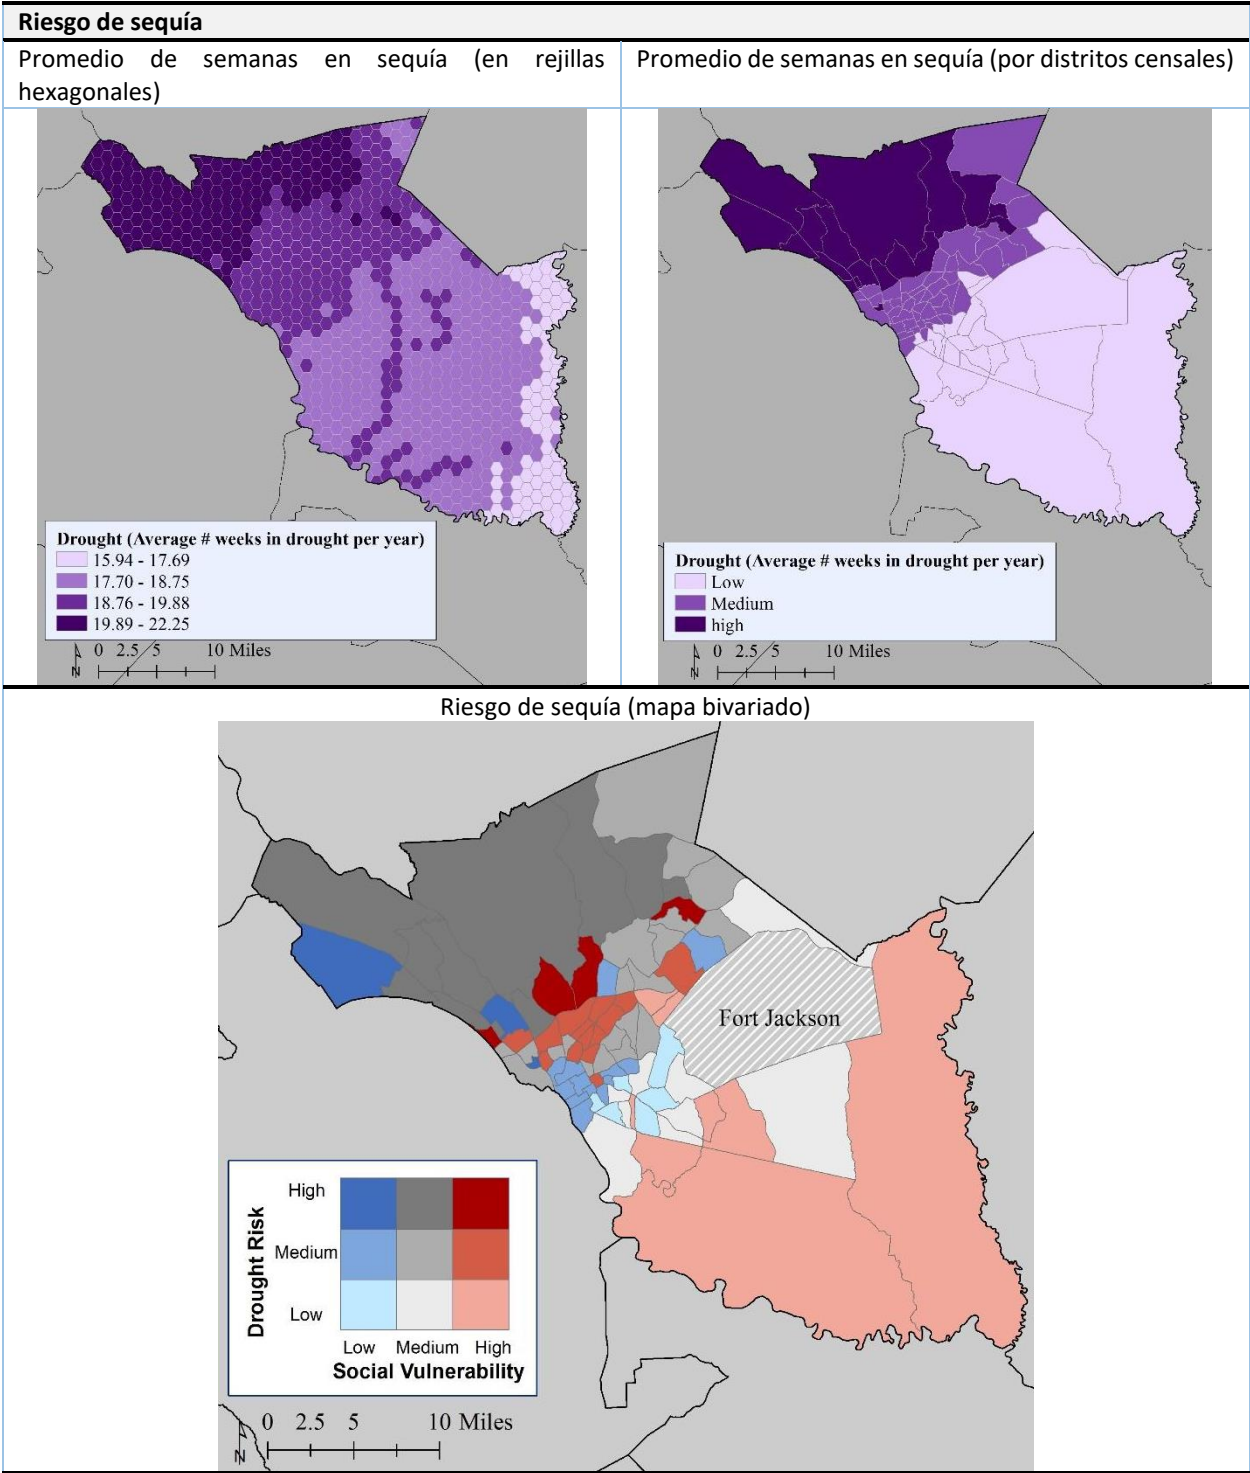 Riesgo de sequía
Promedio de semanas en sequía (en rejillas
hexagonales)
Promedio de semanas en sequía (por distritos censales)
Drought (Average # weeks in drought per year)
15.94 - 17.69
17.70 - 18.75
18.76 - 19.88
19.89 - 22.25
N
0 2.5 5 10 Miles
Drought (Average # weeks in drought per year)
Low
Medium
high
N
0 2.5 5 10 Miles
Riesgo de sequía (mapa bivariado)
Fort Jackson
Drought Risk
High
Medium
Low
Low Medium High
Social Vulnerability
N
0 2.5 5 10 Miles